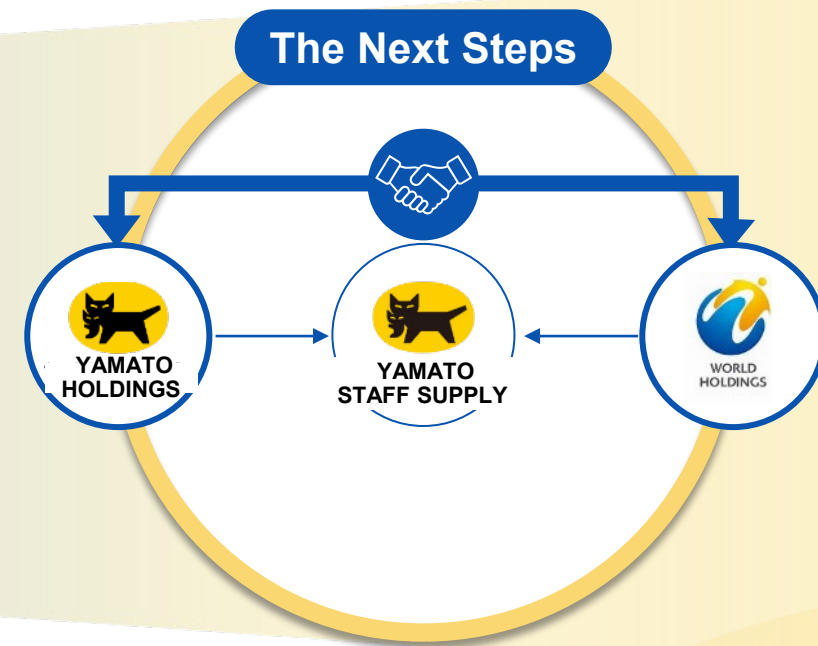 The Next Steps
YAMATO
HOLDINGS
YAMATO
STAFF SUPPLY
WORLD
HOLDINGS